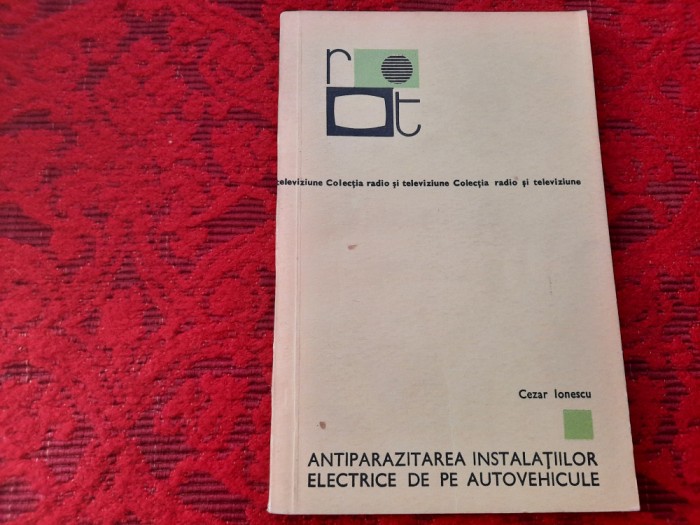 r
t
televiziune Colecția radio și televiziune Colecția radio și televiziune
Cezar Ionescu
ANTIPARAZITAREA INSTALAȚIILOR
ELECTRICE DE PE AUTOVEHICULE